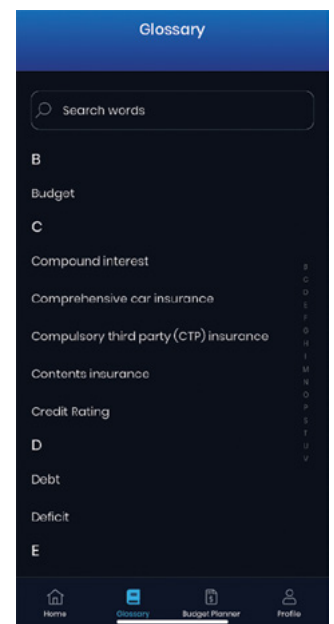 Glossary
Search words
B
Budget
C
Compound interest
Comprehensive car insurance
Compulsory third party (CTP) insurance
Contents insurance
Credit Rating
D
Debt
Deficit
E
B
C
D
E
F
G
H
I
M
N
O
P
S
T
U
Home Glossary Budget Planner Profile